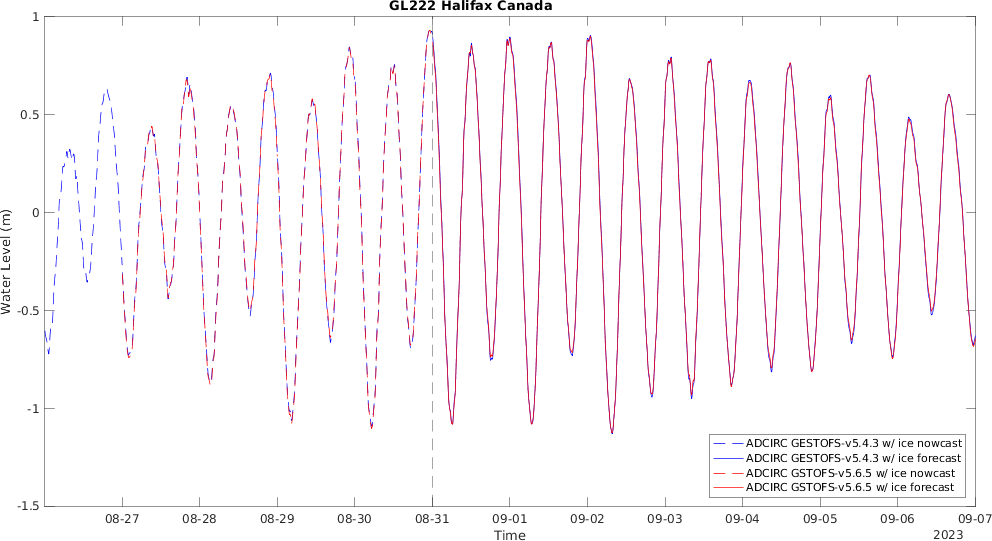 GL222 Halifax Canada
1
0.5
0
-0.5
-1
-1.5
Water Level (m)
ADCIRC GESTOFS-v5.4.3 w/ ice nowcast
ADCIRC GESTOFS-v5.4.3 w/ ice forecast
ADCIRC GSTOFS-v5.6.5 w/ ice nowcast
ADCIRC GSTOFS-v5.6.5 w/ ice forecast
08-27 08-28 08-29 08-30 08-31 09-01 09-02 09-03 09-04 09-05 09-06 09-07
Time
2023